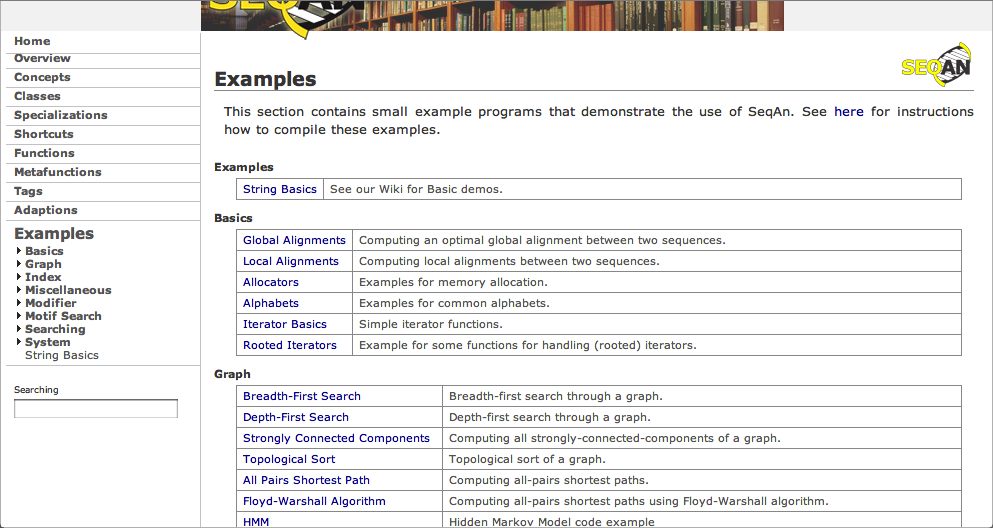 SEQAN
Home
Overview
Concepts
Classes
Specializations
Shortcuts
Functions
Metafunctions
Tags
Adaptions
Examples
Basics
Graph
Index
Miscellaneous
Modifier
Motif Search
Searching
System
String Basics
Searching
SEQAN
Examples
This section contains small example programs that demonstrate the use of SeqAn. See here for instructions
how to compile these examples.
Examples
String Basics See our Wiki for Basic demos.
Basics
Global Alignments Computing an optimal global alignment between two sequences.
Local Alignments Computing local alignments between two sequences.
Allocators Examples for memory allocation.
Alphabets Examples for common alphabets.
Iterator Basics Simple iterator functions.
Rooted Iterators Example for some functions for handling (rooted) iterators.
Graph
Breadth-First Search Breadth-first search through a graph.
Depth-First Search Depth-first search through a graph.
Strongly Connected Components Computing all strongly-connected-components of a graph.
Topological Sort Topological sort of a graph.
All Pairs Shortest Path Computing all-pairs shortest paths.
Floyd-Warshall Algorithm Computing all-pairs shortest paths using Floyd-Warshall algorithm.
HMM Hidden Markov Model code example